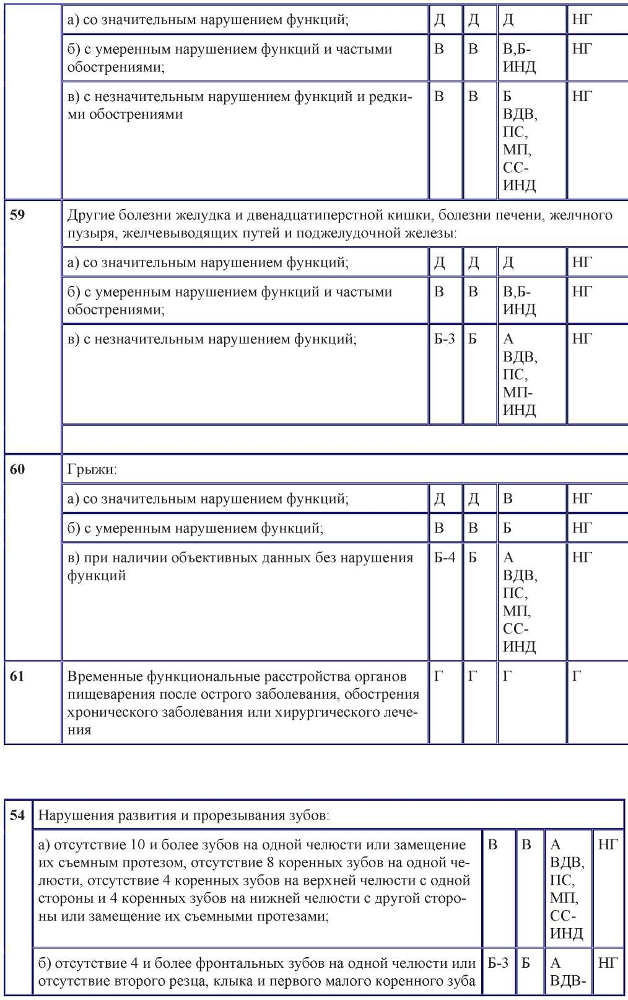 а) со значительным нарушением функций; Д Д Д НГ
б) с умеренным нарушением функций и частыми В В В,Б- НГ
обострениями; ИНД
в) с незначительным нарушением функций и редки- В В Б НГ
ми обострениями ВДВ,
ПС,
МП,
СС-
ИНД
59 Другие болезни желудка и двенадцатиперстной кишки, болезни печени, желчного
пузыря, желчевыводящих путей и поджелудочной железы:
а) со значительным нарушением функций; Д Д Д НГ
б) с умеренным нарушением функций и частыми В В В,Б- НГ
обострениями; ИНД
в) с незначительным нарушением функций; Б-3 Б А НГ
ВДВ,
ПС,
МП-
ИНД
60 Грыжи:
а) со значительным нарушением функций; Д Д В НГ
б) с умеренным нарушением функций; В В Б НГ
в) при наличии объективных данных без нарушения Б-4 Б А НГ
функций ВДВ,
ПС,
МП,
СС-
ИНД
61 Временные функциональные расстройства органов Г Г Г Г
пищеварения после острого заболевания, обострения
хронического заболевания или хирургического лече-
ния
54 Нарушения развития и прорезывания зубов:
а) отсутствие 10 и более зубов на одной челюсти или замещение В В А НГ
их съемным протезом, отсутствие 8 коренных зубов на одной че- ВДВ,
люсти, отсутствие 4 коренных зубов на верхней челюсти с одной ПС,
стороны и 4 коренных зубов на нижней челюсти с другой сторо- МП,
ны или замещение их съемными протезами; СС-
ИНД
б) отсутствие 4 и более фронтальных зубов на одной челюсти или Б-3 Б А НГ
отсутствие второго резца, клыка и первого малого коренного зуба ВДВ-